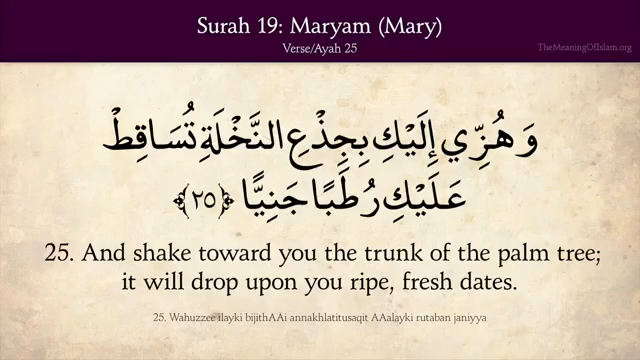 Surah 19: Maryam (Mary)
Verse/Ayah 25
TheMeaningOfIslam.org
وَهُزِّي إِلَيْكِ بِجِذْعِ النَّخْلَةِ تُسَاقِطْ
عَلَيْكِ رُطَبًا جَنِيًّا ﴿٢٥﴾
25. And shake toward you the trunk of the palm tree;
it will drop upon you ripe, fresh dates.
25. Wahuzzee ilayki bijithAAi annakhlatitusaqit AAalayki rutaban janiyya